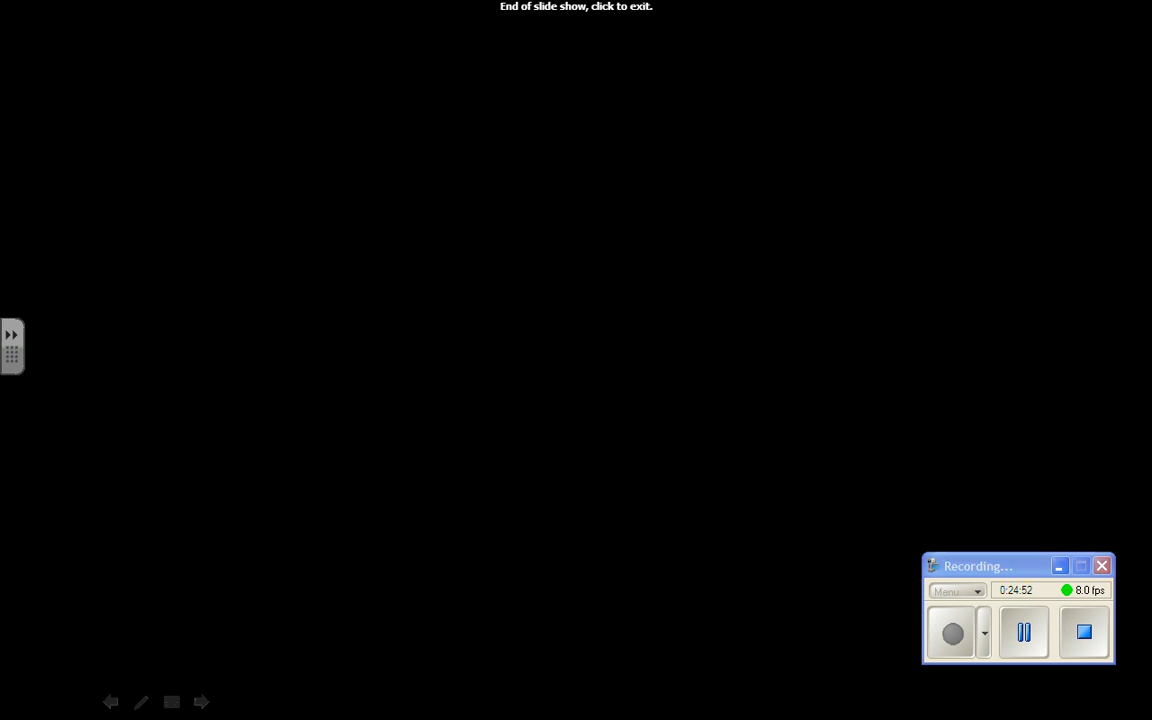 End of slide show, click to exit.
Recording...
Menu
0:24:52
8.0 fps